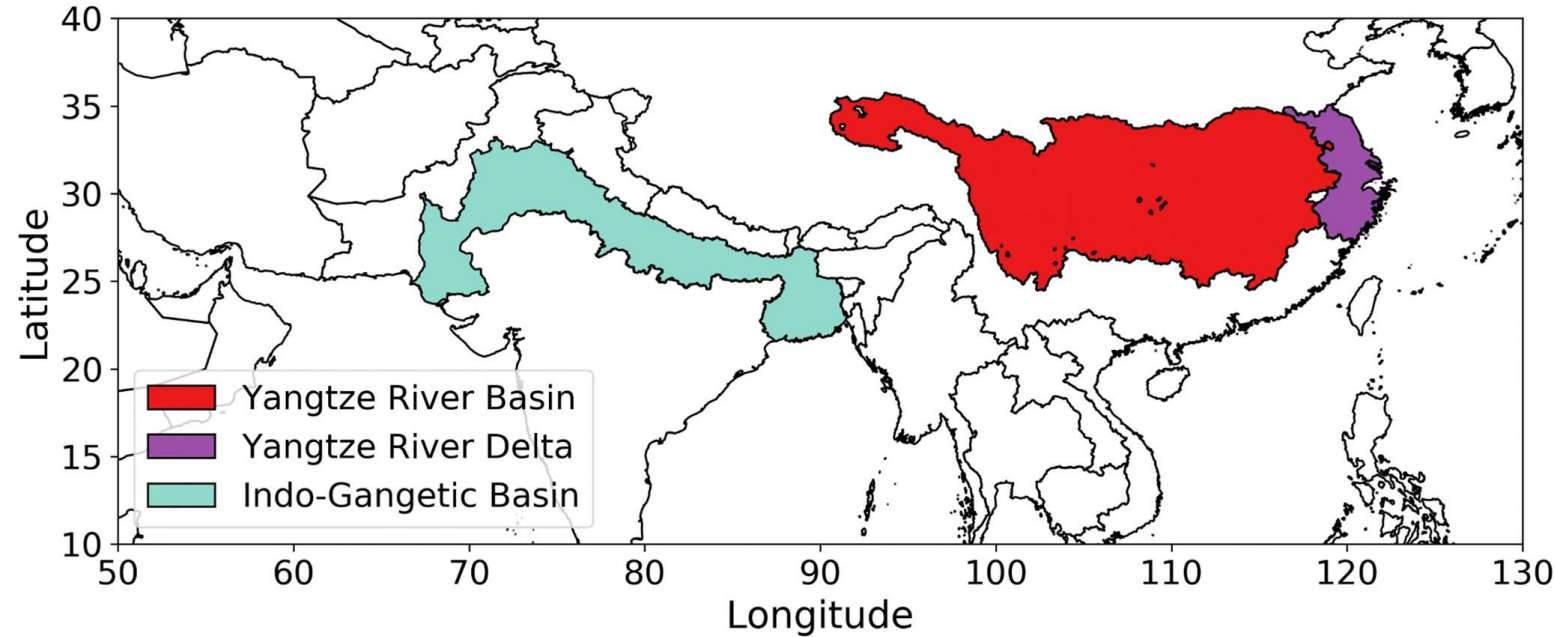 40
35
30
25
20
15
10
Latitude
Yangtze River Basin
Yangtze River Delta
Indo-Gangetic Basin
50 60 70 80 90 100 110 120 130
Longitude